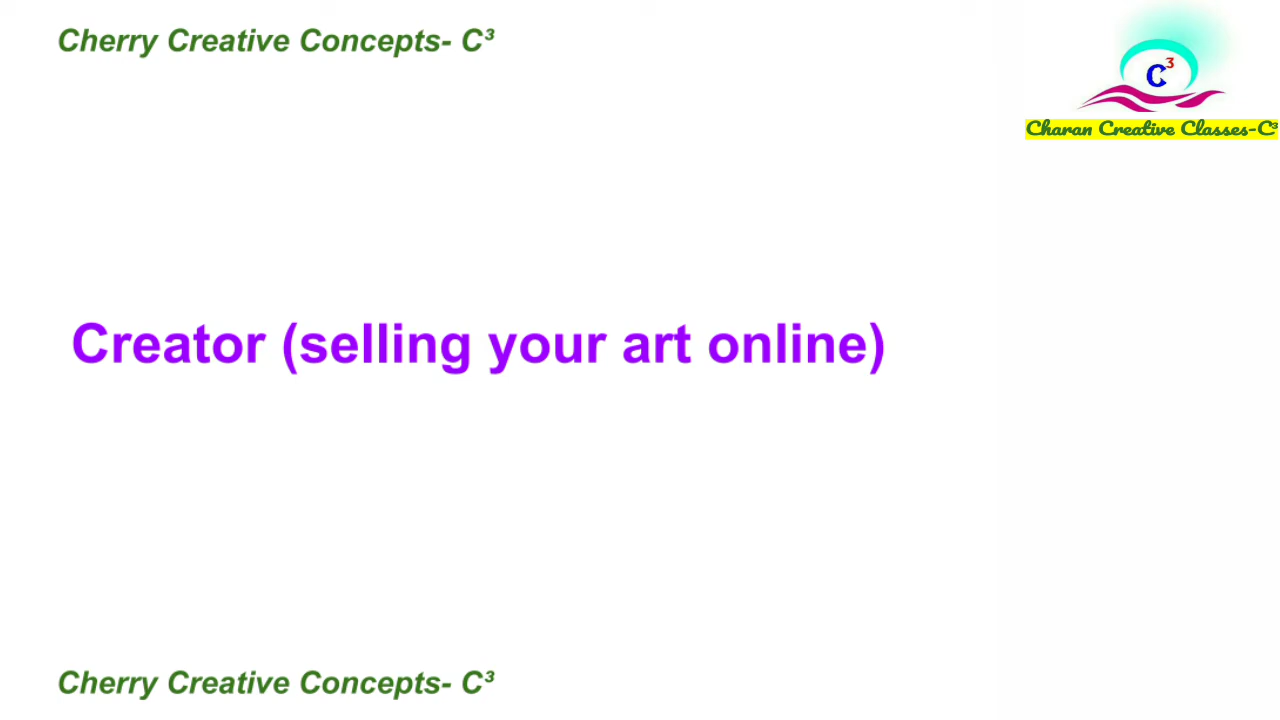 Cherry Creative Concepts- C³
C³
Charan Creative Classes-C³
Creator (selling your art online)
Cherry Creative Concepts- C³